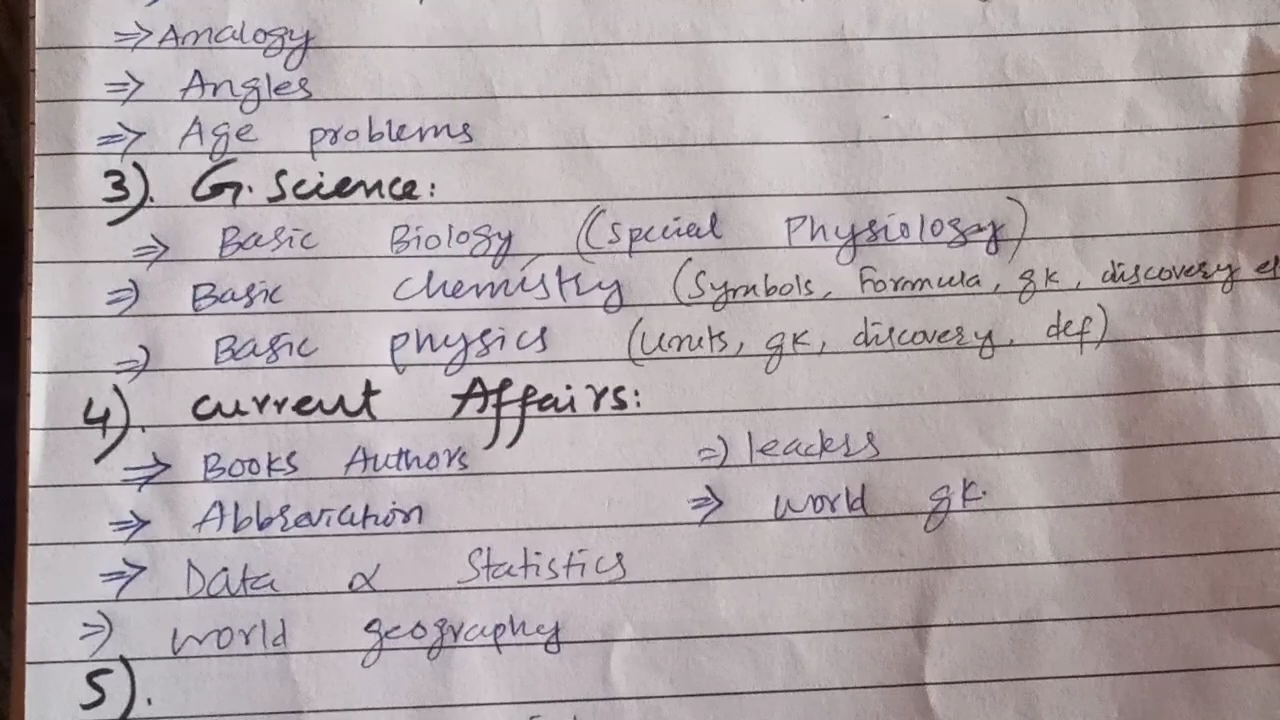 ⇒ Analogy
⇒ Angles
⇒ Age problems
3). G. Science:
⇒ Basic Biology (Special Physiology)
⇒ Basic chemistry (Symbols, Formula, gk, discovery
⇒ Basic physics (Units, gk, discovery, def)
4). Current Affairs:
⇒ Books Authors ⇒ leaders
⇒ Abbreviation ⇒ world gk.
⇒ Data & Statistics
⇒ world geography
5).